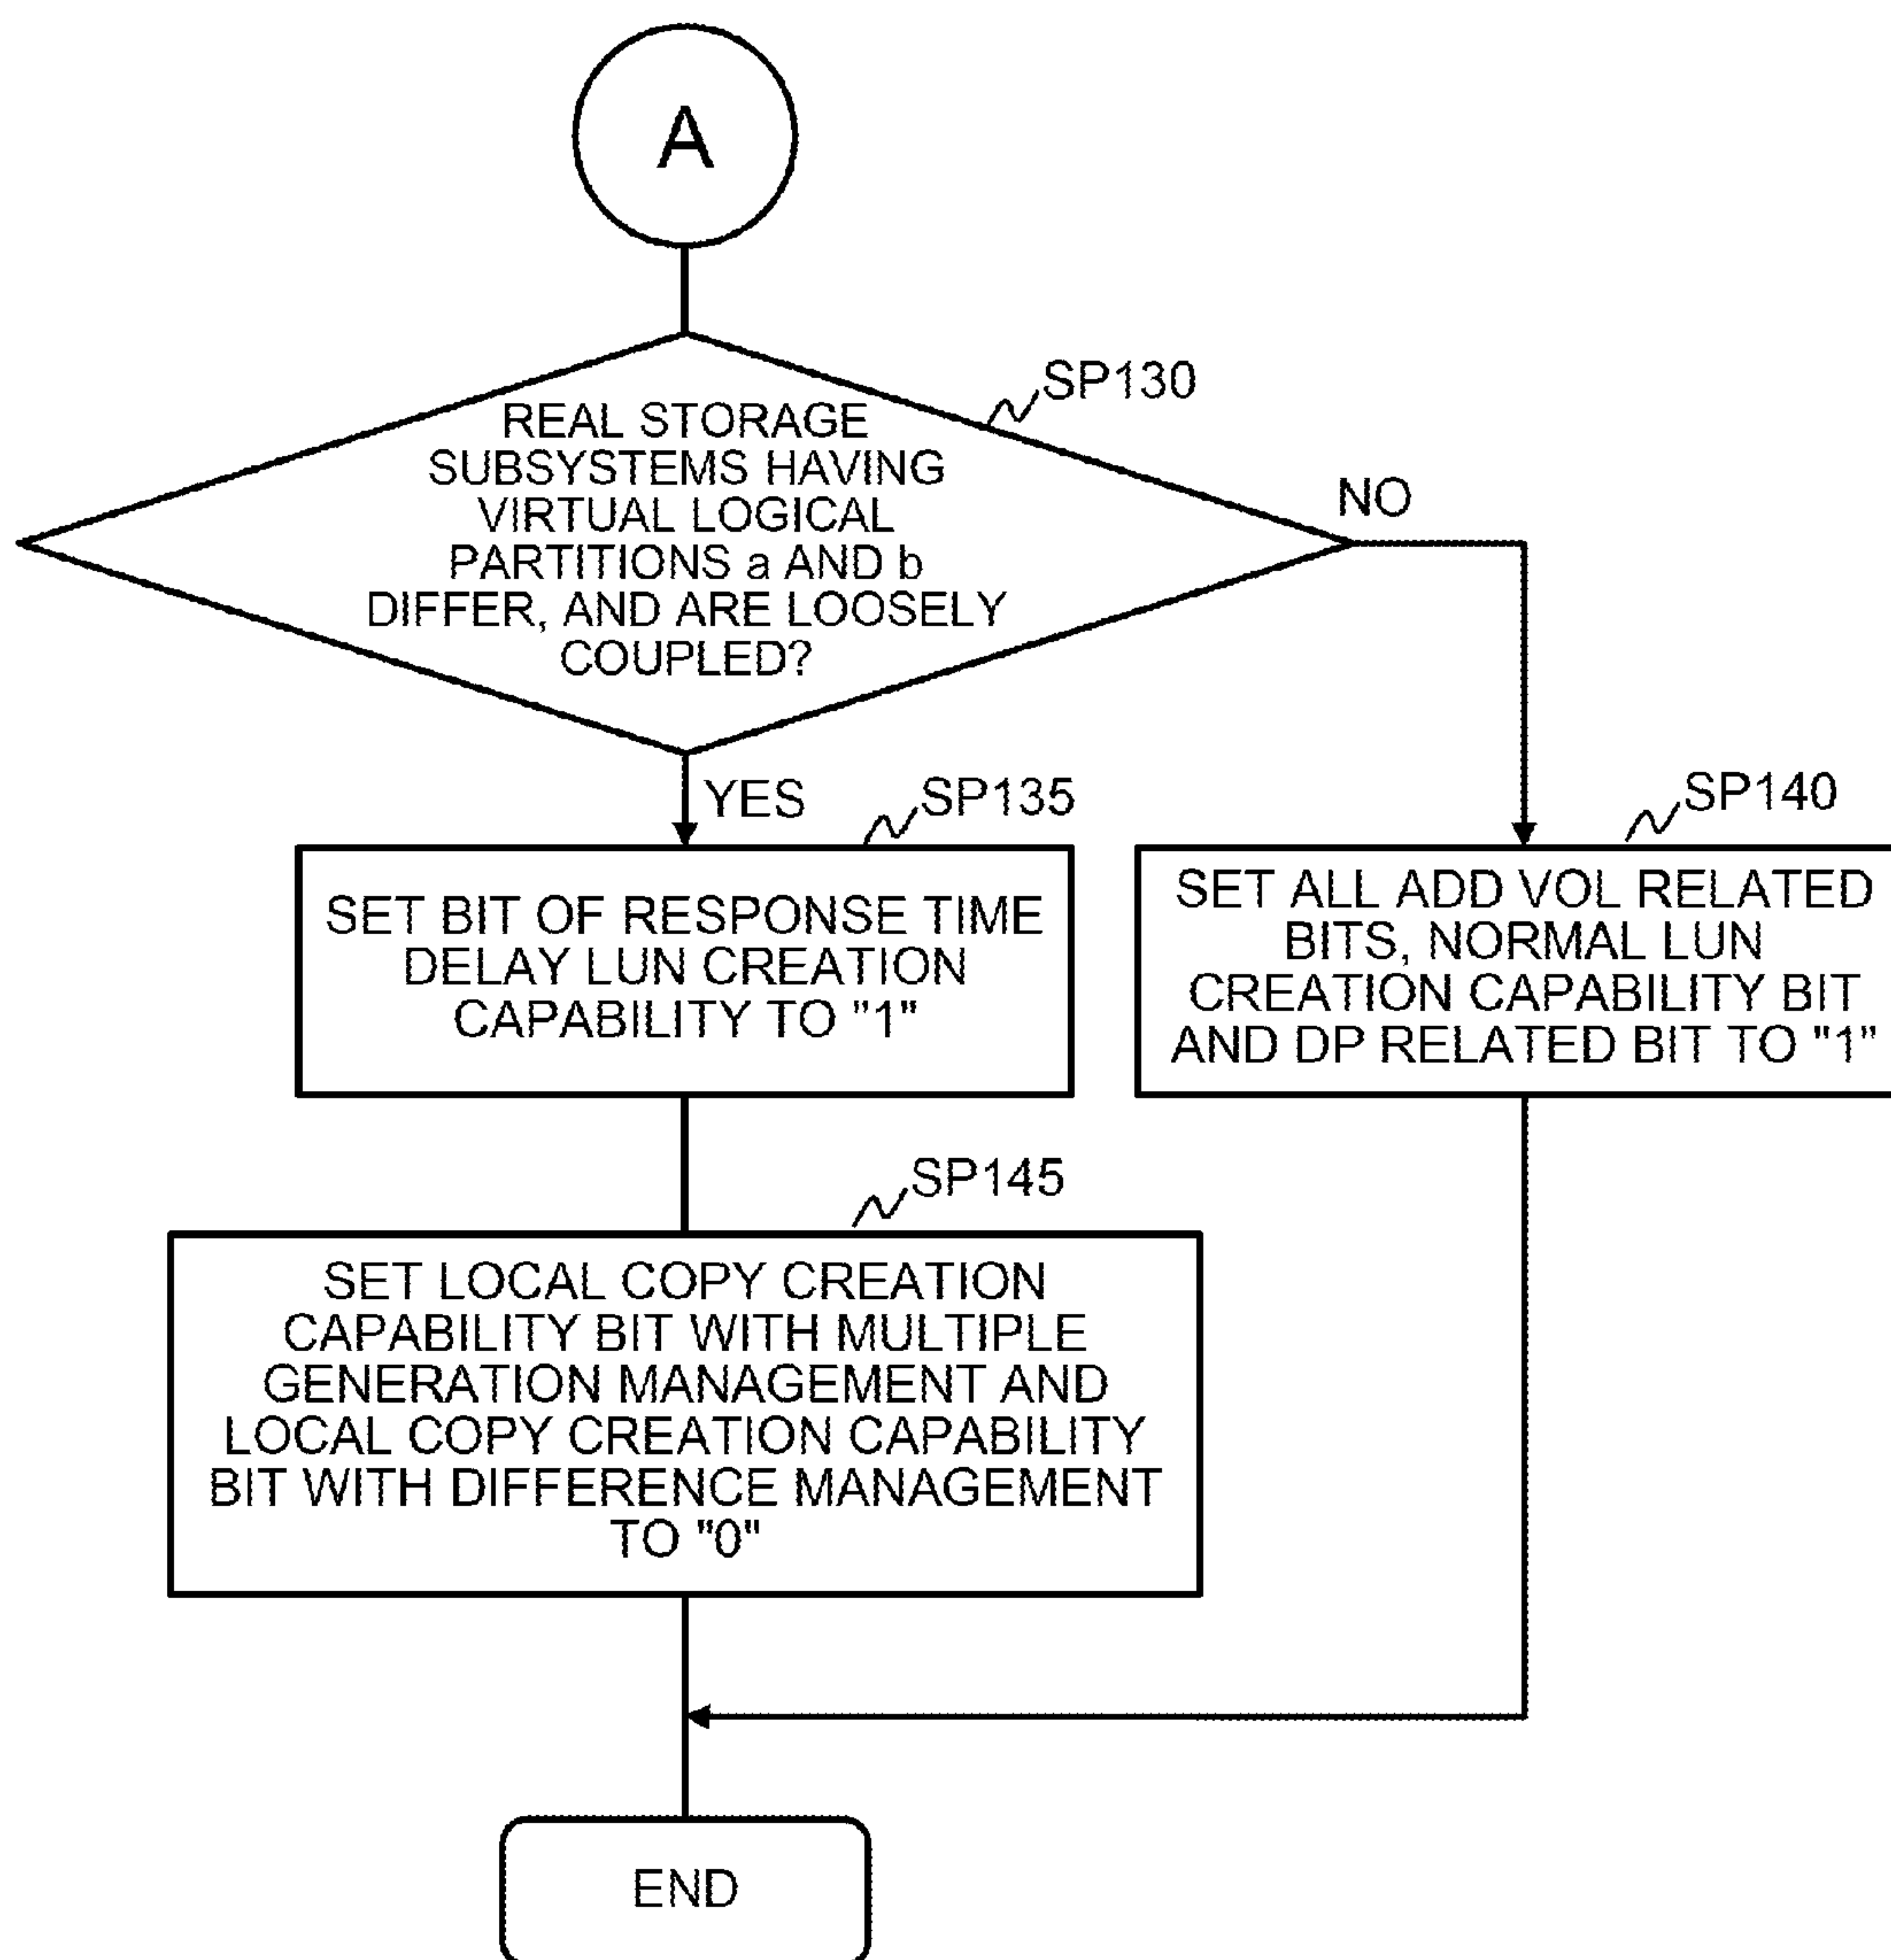 A
SP130
REAL STORAGE
SUBSYSTEMS HAVING
VIRTUAL LOGICAL
PARTITIONS a AND b
DIFFER, AND ARE LOOSELY
COUPLED?
NO
YES
SP135
SET BIT OF RESPONSE TIME
DELAY LUN CREATION
CAPABILITY TO "1"
SP140
SET ALL ADD VOL RELATED
BITS, NORMAL LUN
CREATION CAPABILITY BIT
AND DP RELATED BIT TO "1"
SP145
SET LOCAL COPY CREATION
CAPABILITY BIT WITH MULTIPLE
GENERATION MANAGEMENT AND
LOCAL COPY CREATION CAPABILITY
BIT WITH DIFFERENCE MANAGEMENT
TO "0"
END